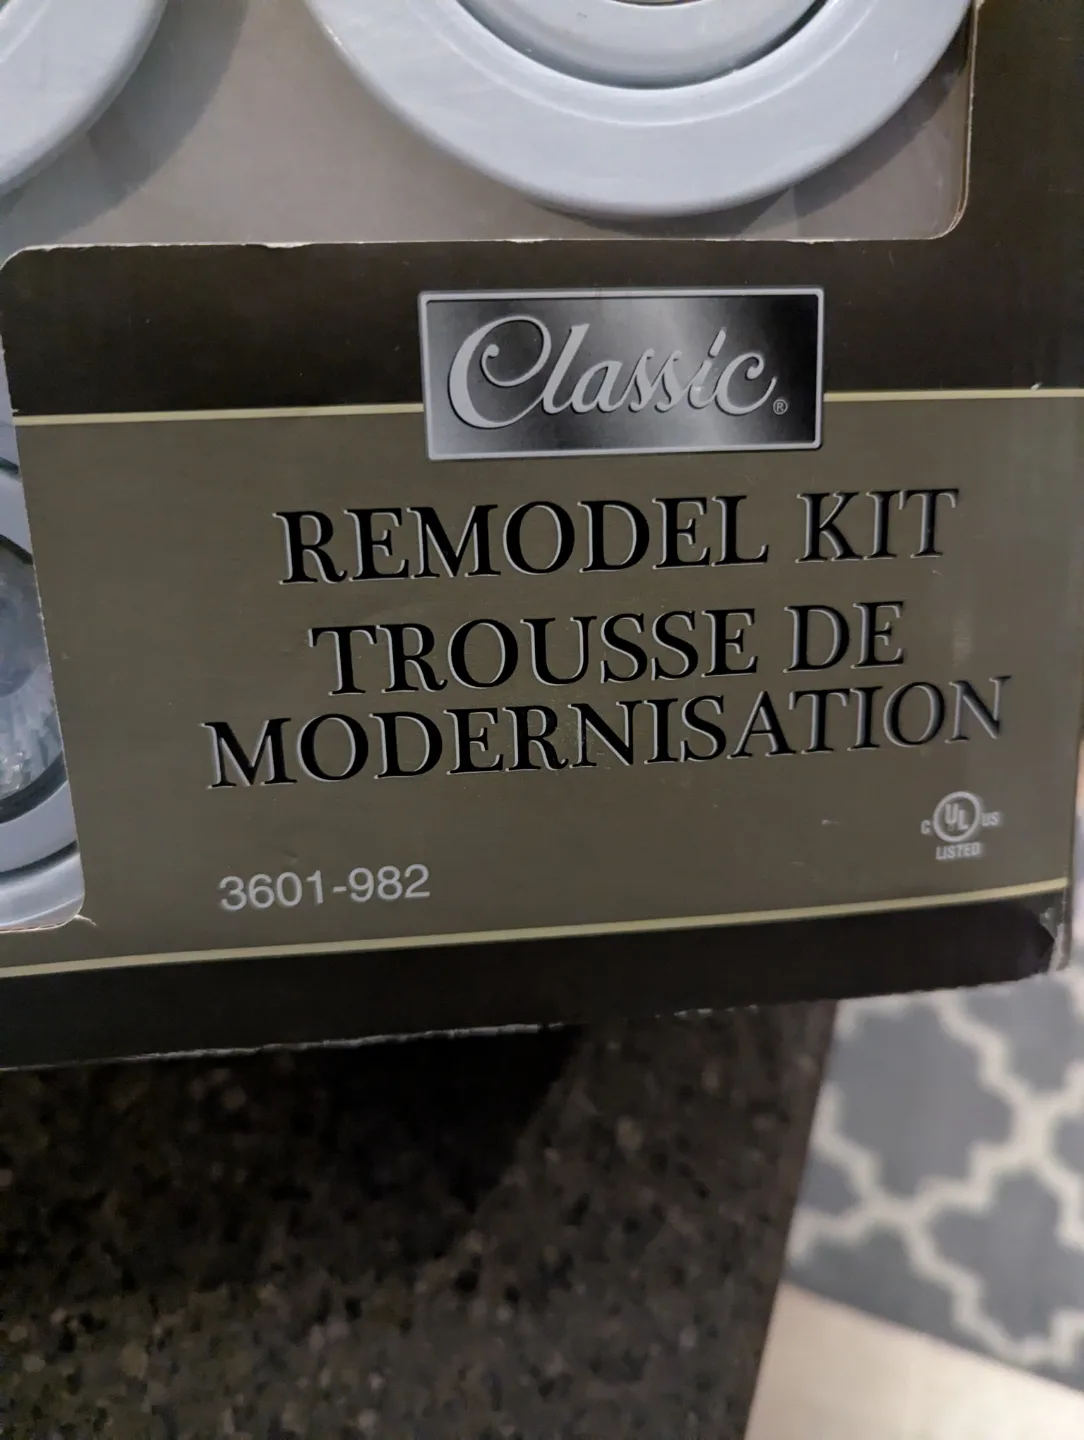 Classic®
REMODEL KIT
TROUSSE DE
MODERNISATION
C UL US
LISTED
3601-982